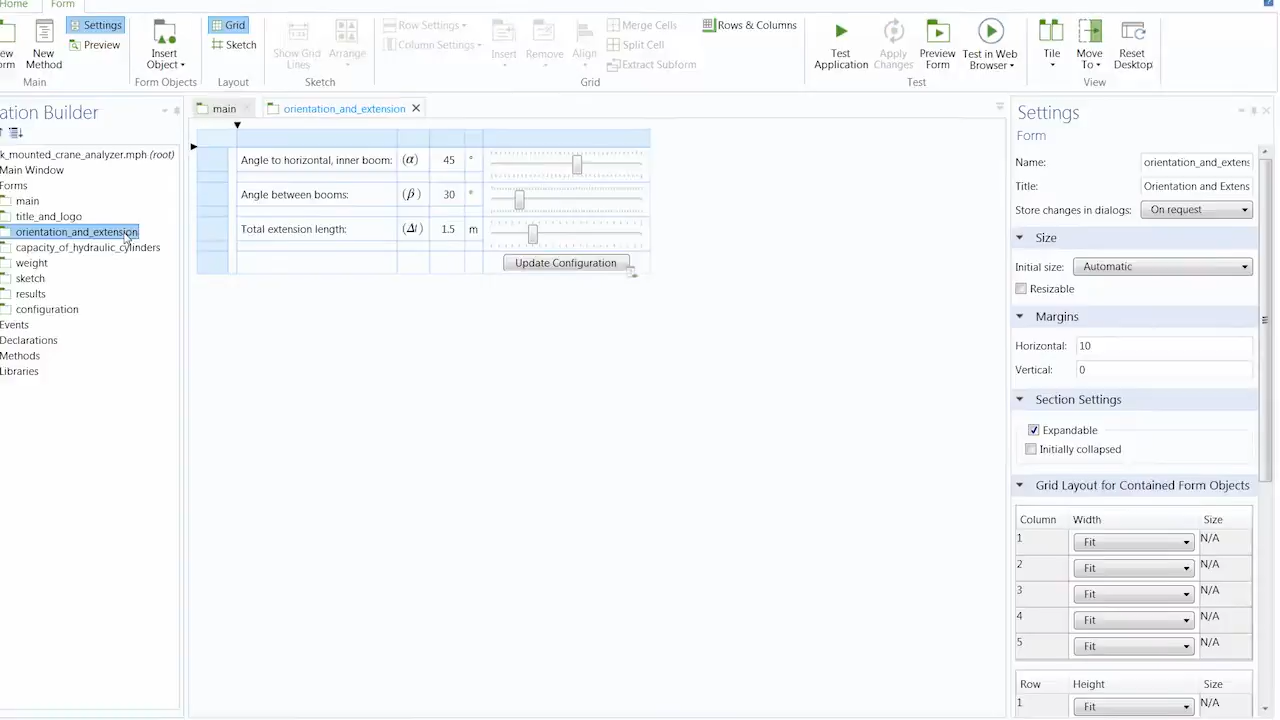 Home Form
Settings
Preview
New
Method
Main
Insert
Object
Form Objects
Grid
Sketch
Layout
Show Grid
Lines
Arrange
Sketch
Row Settings
Column Settings
Insert
Remove
Align
Merge Cells
Split Cell
Extract Subform
Rows & Columns
Grid
Test
Application
Apply
Changes
Preview
Form
Test in Web
Browser
Test
Tile
Move
To
Reset
Desktop
View
ation Builder
k_mounted_crane_analyzer.mph (root)
Main Window
Forms
main
title_and_logo
orientation_and_extension
capacity_of_hydraulic_cylinders
weight
sketch
results
configuration
Events
Declarations
Methods
Libraries
main
orientation_and_extension
Angle to horizontal, inner boom: (α) 45 °
Angle between booms: (β) 30 °
Total extension length: (Δl) 1.5 m
Update Configuration
Settings
Form
Name: orientation_and_extens
Title: Orientation and Extens
Store changes in dialogs: On request
Size
Initial size: Automatic
Resizable
Margins
Horizontal: 10
Vertical: 0
Section Settings
Expandable
Initially collapsed
Grid Layout for Contained Form Objects
Column Width Size
1 Fit N/A
2 Fit N/A
3 Fit N/A
4 Fit N/A
5 Fit N/A
Row Height Size
1 Fit N/A